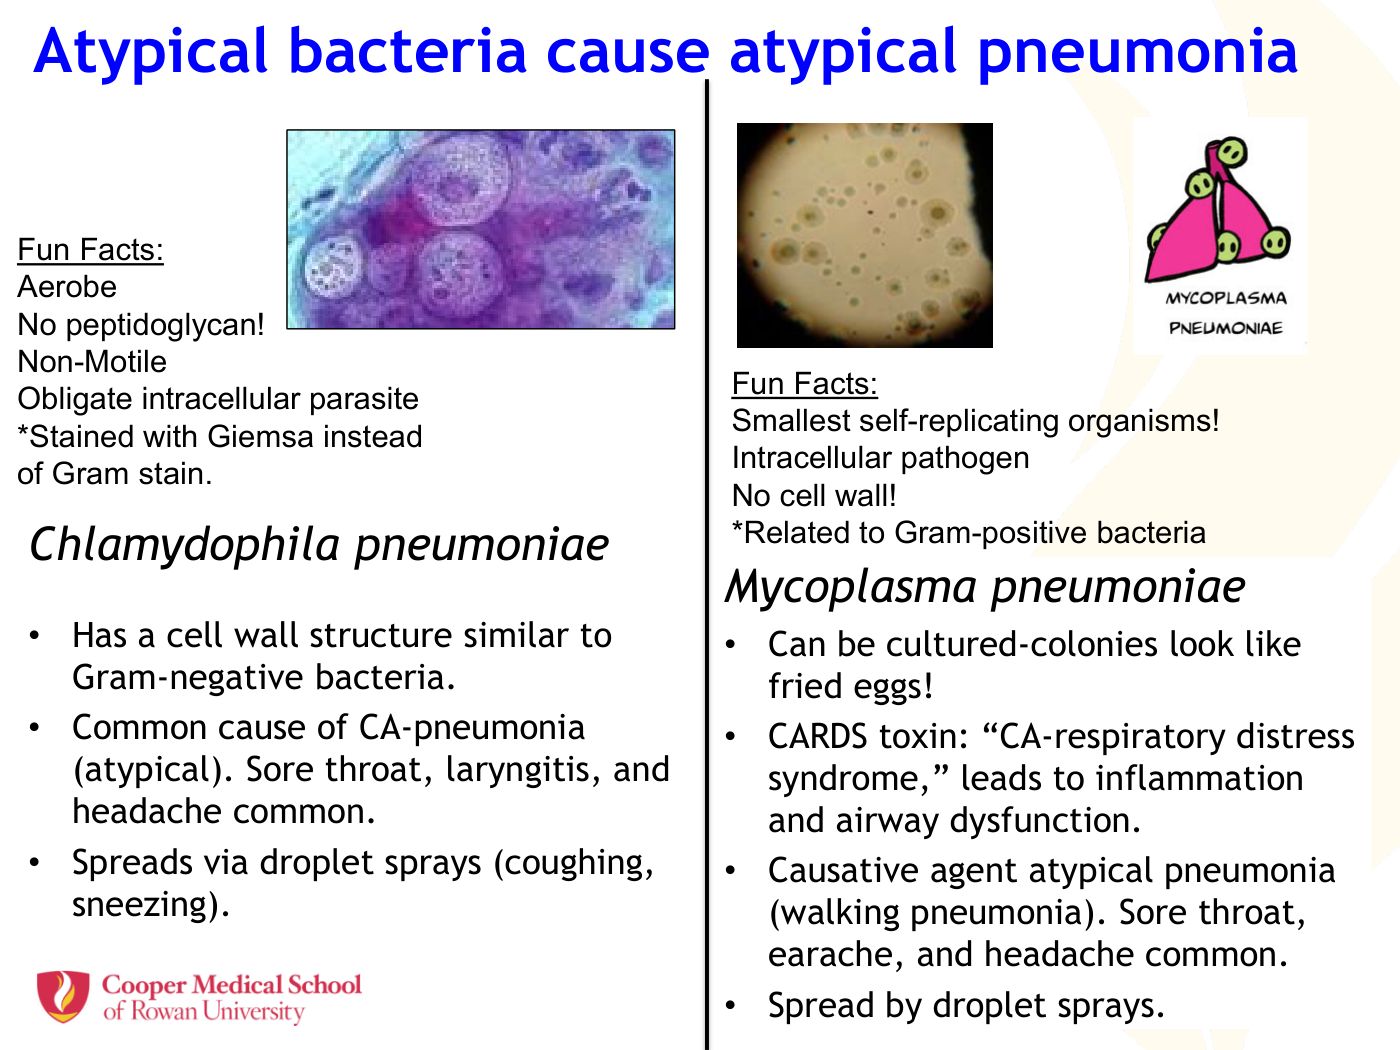 Atypical bacteria cause atypical pneumonia
Fun Facts:
Aerobe
No peptidoglycan!
Non-Motile
Obligate intracellular parasite
*Stained with Giemsa instead
of Gram stain.
Chlamydophila pneumoniae
• Has a cell wall structure similar to
Gram-negative bacteria.
• Common cause of CA-pneumonia
(atypical). Sore throat, laryngitis, and
headache common.
• Spreads via droplet sprays (coughing,
sneezing).
Cooper Medical School
of Rowan University
MYCOPLASMA
PNEUMONIAE
Fun Facts:
Smallest self-replicating organisms!
Intracellular pathogen
No cell wall!
*Related to Gram-positive bacteria
Mycoplasma pneumoniae
• Can be cultured-colonies look like
fried eggs!
• CARDS toxin: “CA-respiratory distress
syndrome,” leads to inflammation
and airway dysfunction.
• Causative agent atypical pneumonia
(walking pneumonia). Sore throat,
earache, and headache common.
• Spread by droplet sprays.